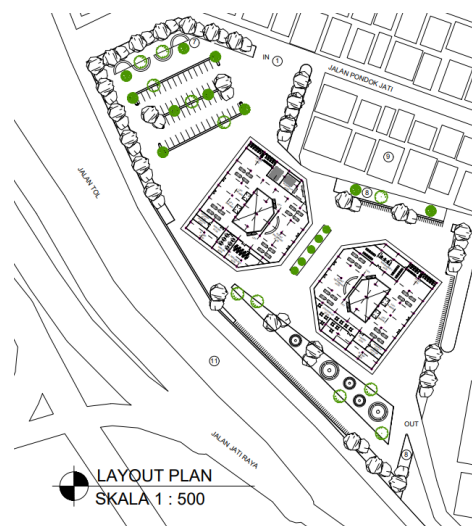 7
IN
1
JALAN PONDOK JATI
9
8
JALAN TOL
11
OUT
JALAN JATI RAYA
LAYOUT PLAN
SKALA 1 : 500